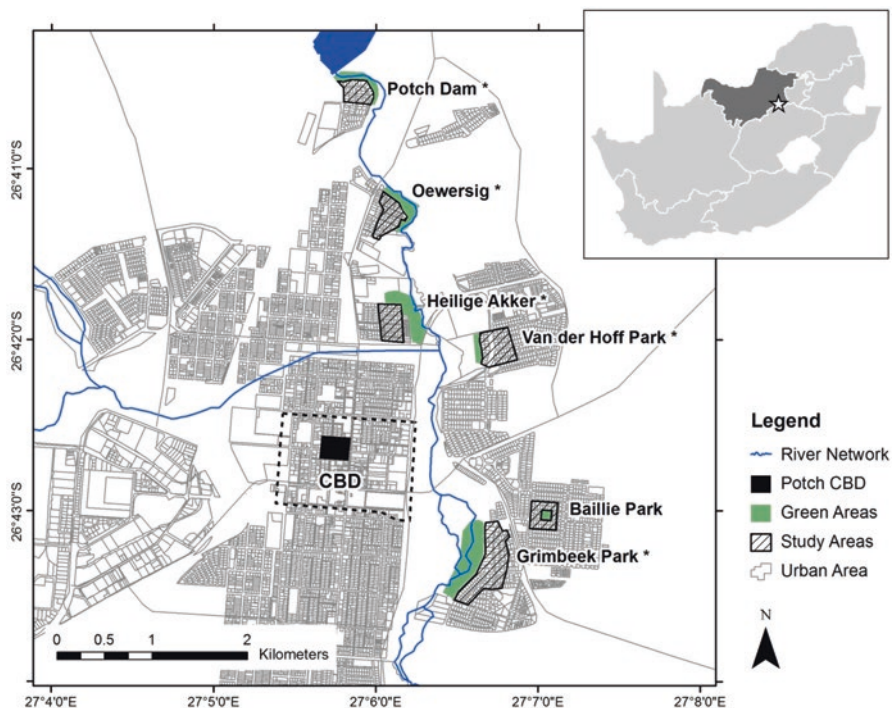 Potch Dam *
Oewersig *
Heilige Akker *
Van der Hoff Park *
CBD
Baillie Park
Grimbeek Park *
26°41'0"S
26°42'0"S
26°43'0"S
0 0.5 1 2
Kilometers
27°4'0"E 27°5'0"E 27°6'0"E 27°7'0"E 27°8'0"E
Legend
River Network
Potch CBD
Green Areas
Study Areas
Urban Area
N